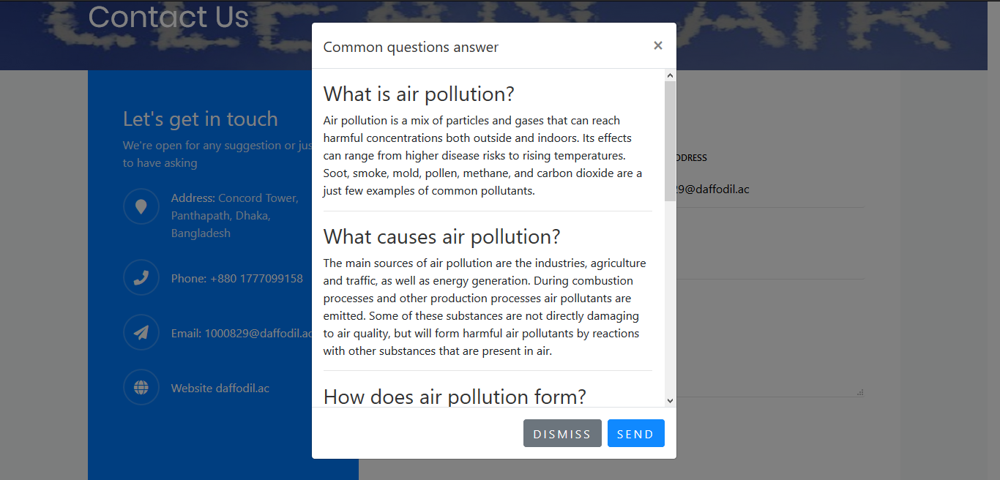 CLEAN AIR
Contact Us
Let's get in touch
We're open for any suggestion or jus
to have asking
Address: Concord Tower,
Panthapath, Dhaka,
Bangladesh
Phone: +880 1777099158
Email: 1000829@daffodil.ac
Website daffodil.ac
Common questions answer
×
What is air pollution?
Air pollution is a mix of particles and gases that can reach
harmful concentrations both outside and indoors. Its effects
can range from higher disease risks to rising temperatures.
Soot, smoke, mold, pollen, methane, and carbon dioxide are a
just few examples of common pollutants.
What causes air pollution?
The main sources of air pollution are the industries, agriculture
and traffic, as well as energy generation. During combustion
processes and other production processes air pollutants are
emitted. Some of these substances are not directly damaging
to air quality, but will form harmful air pollutants by reactions
with other substances that are present in air.
How does air pollution form?
DISMISS SEND
DDRESS
29@daffodil.ac